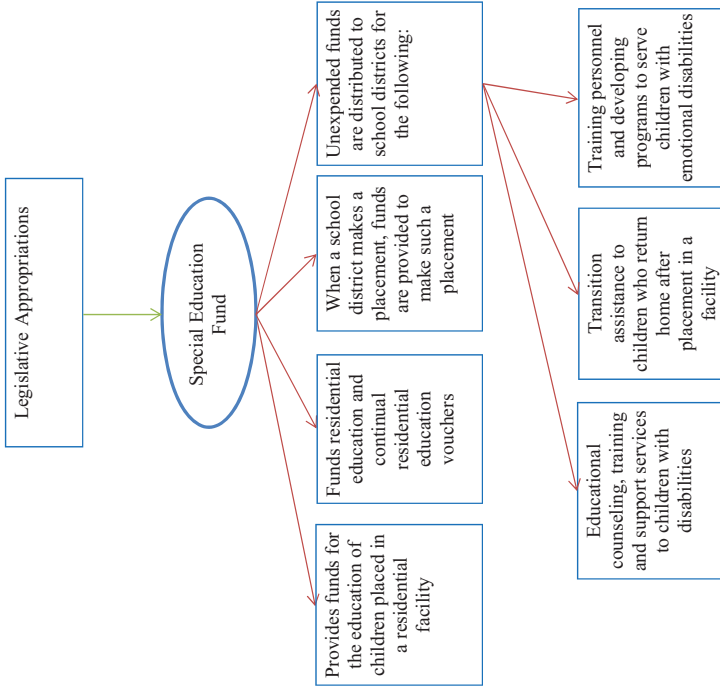 Legislative Appropriations
Special Education
Fund
Provides funds for
the education of
children placed in
a residential
facility
Funds residential
education and
continual
residential
education
vouchers
When a school
district makes a
placement, funds
are provided to
make such a
placement
Unexpended funds
are distributed to
school districts for
the following:
Educational
counseling, training
and support services
to children with
disabilities
Transition
assistance to
children who return
home after
placement in a
facility
Training personnel
and developing
programs to serve
children with
emotional disabilities